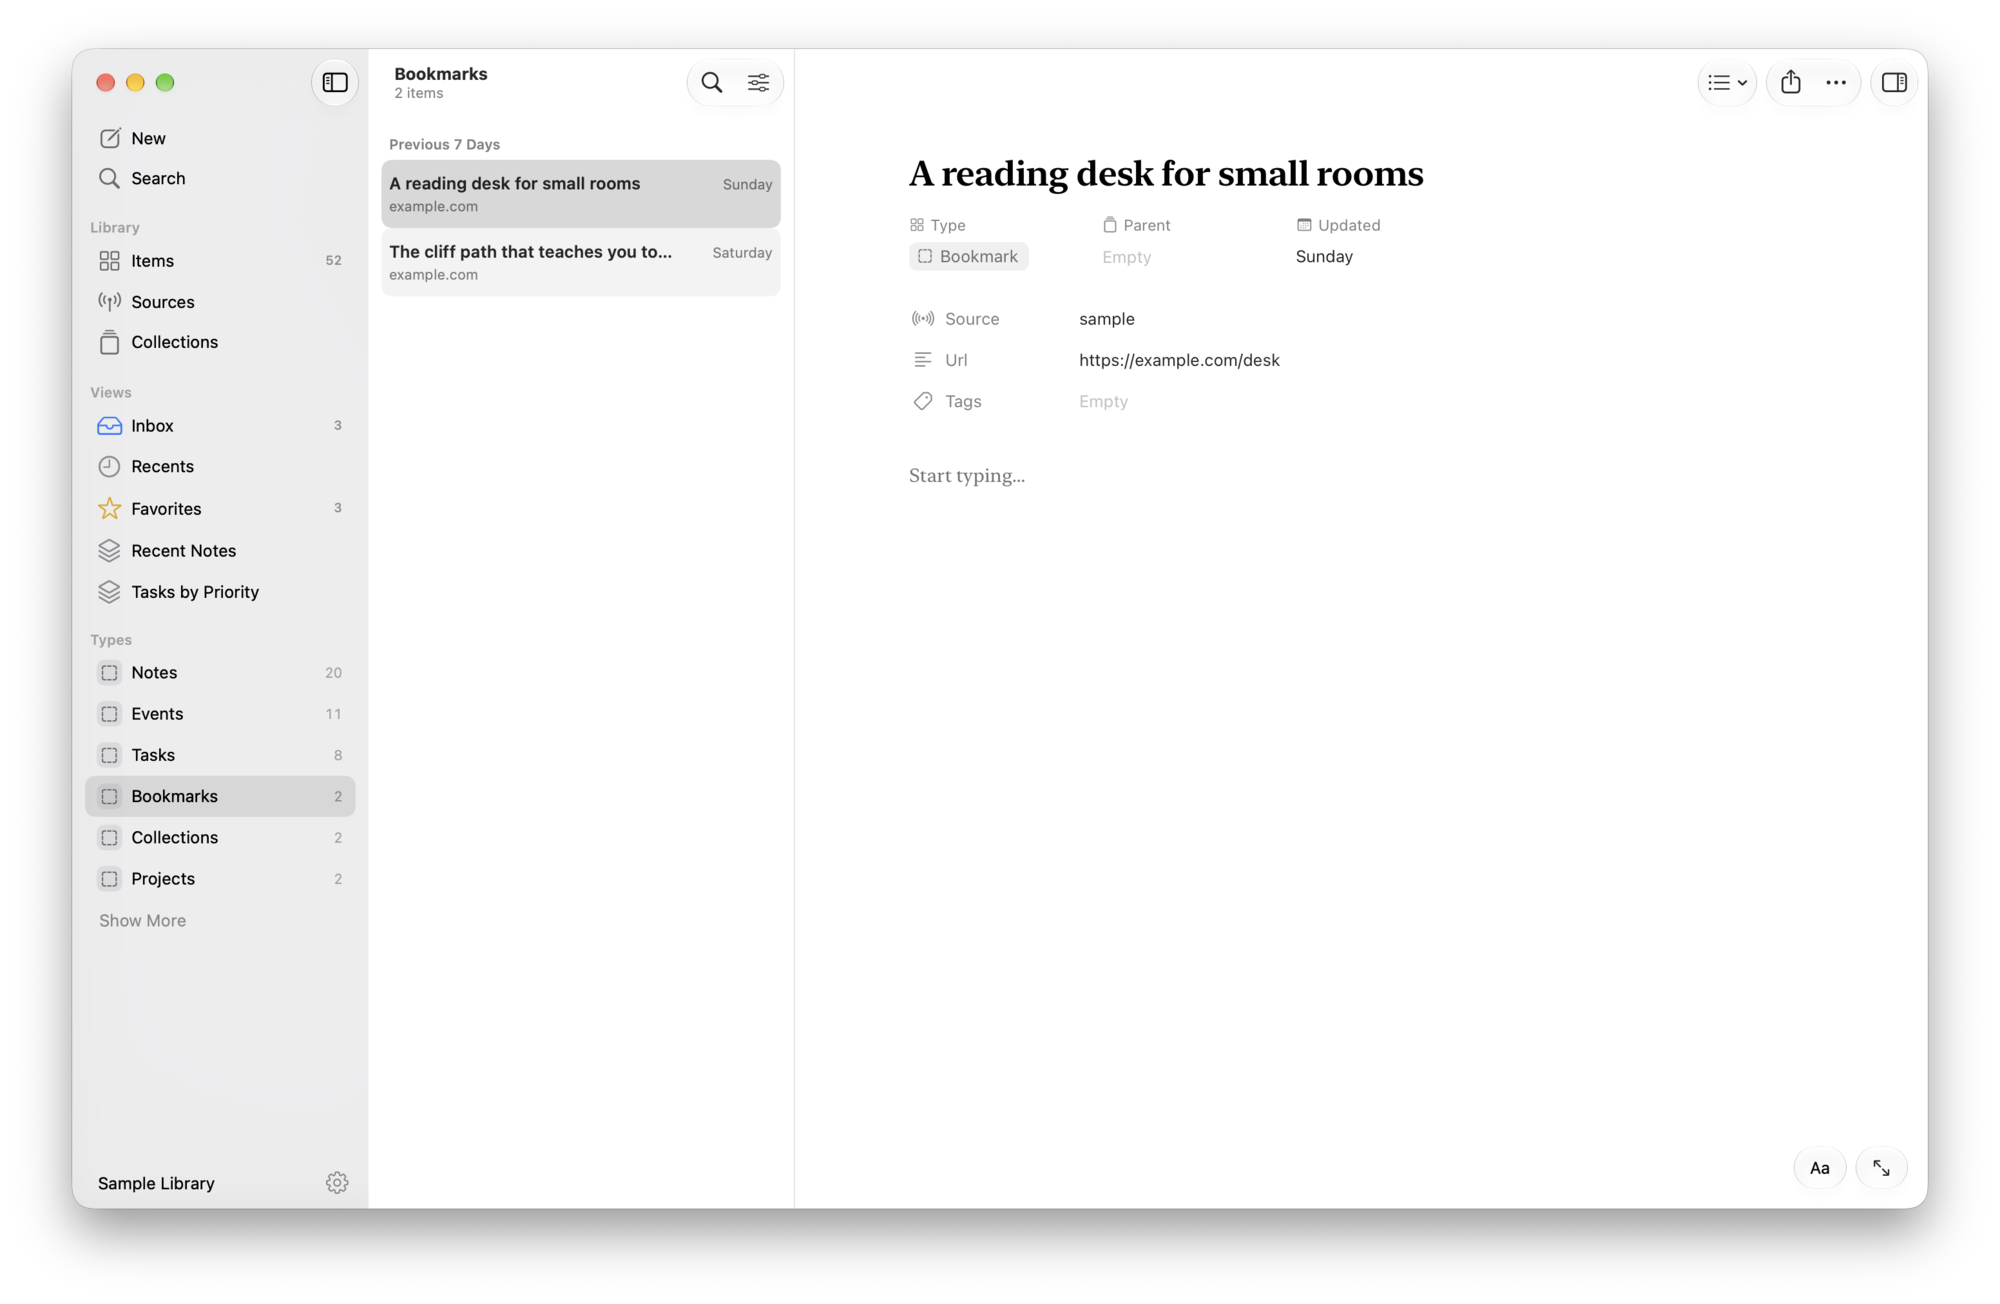 New
Search
Library
Items 52
Sources
Collections
Views
Inbox 3
Recents
Favorites 3
Recent Notes
Tasks by Priority
Types
Notes 20
Events 11
Tasks 8
Bookmarks 2
Collections 2
Projects 2
Show More
Sample Library
Bookmarks
2 items
Previous 7 Days
A reading desk for small rooms Sunday
example.com
The cliff path that teaches you to... Saturday
example.com
A reading desk for small rooms
Type Parent Updated
Bookmark Empty Sunday
Source sample
Url https://example.com/desk
Tags Empty
Start typing...
Aa